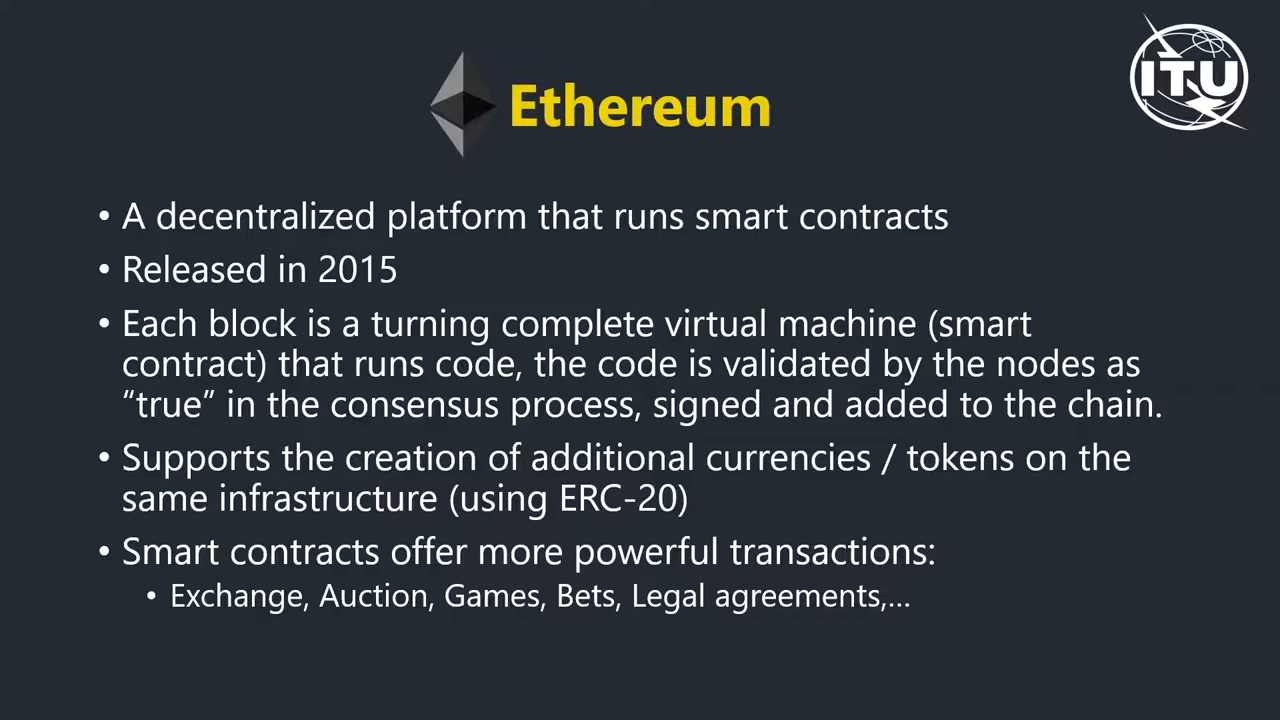 ITU
Ethereum
• A decentralized platform that runs smart contracts
• Released in 2015
• Each block is a turning complete virtual machine (smart
contract) that runs code, the code is validated by the nodes as
“true” in the consensus process, signed and added to the chain.
• Supports the creation of additional currencies / tokens on the
same infrastructure (using ERC-20)
• Smart contracts offer more powerful transactions:
• Exchange, Auction, Games, Bets, Legal agreements,...